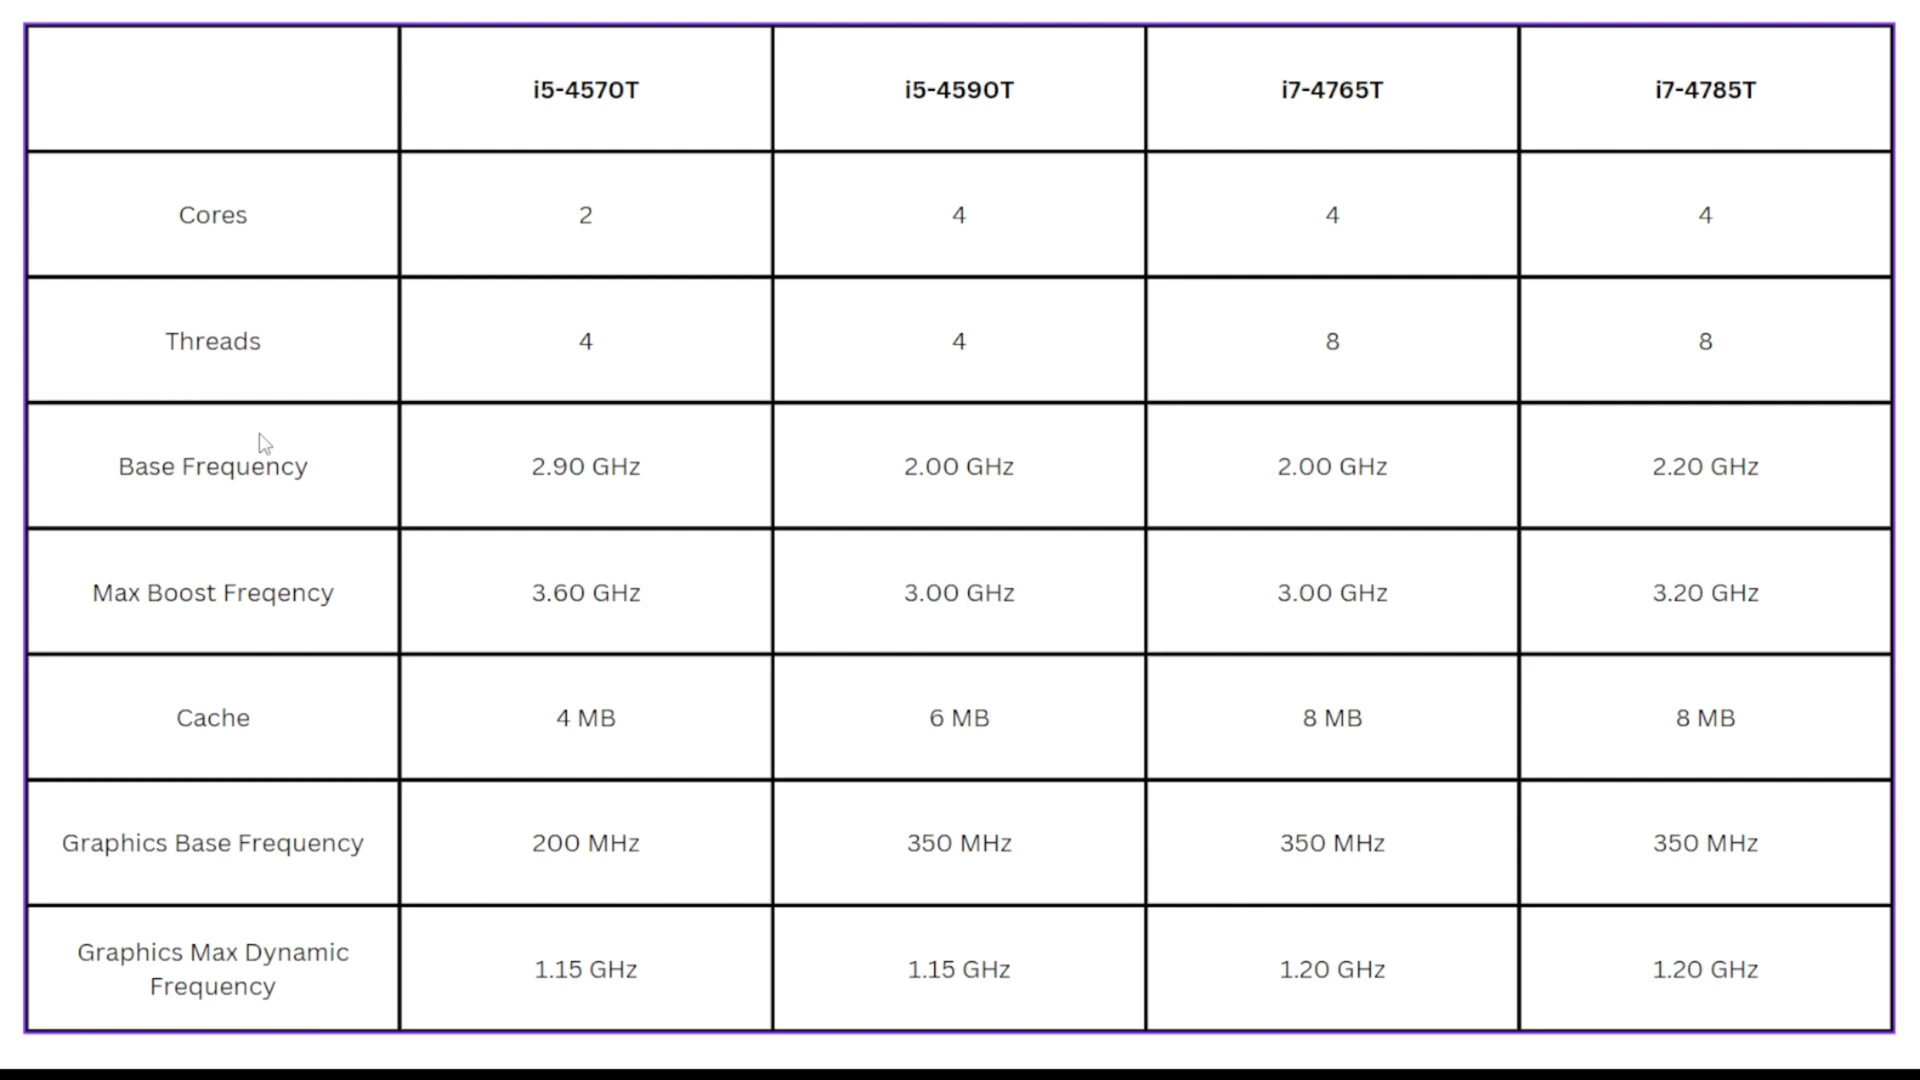 i5-4570T i5-4590T i7-4765T i7-4785T
Cores 2 4 4 4
Threads 4 4 8 8
Base Frequency 2.90 GHz 2.00 GHz 2.00 GHz 2.20 GHz
Max Boost Freqency 3.60 GHz 3.00 GHz 3.00 GHz 3.20 GHz
Cache 4 MB 6 MB 8 MB 8 MB
Graphics Base Frequency 200 MHz 350 MHz 350 MHz 350 MHz
Graphics Max Dynamic
Frequency 1.15 GHz 1.15 GHz 1.20 GHz 1.20 GHz